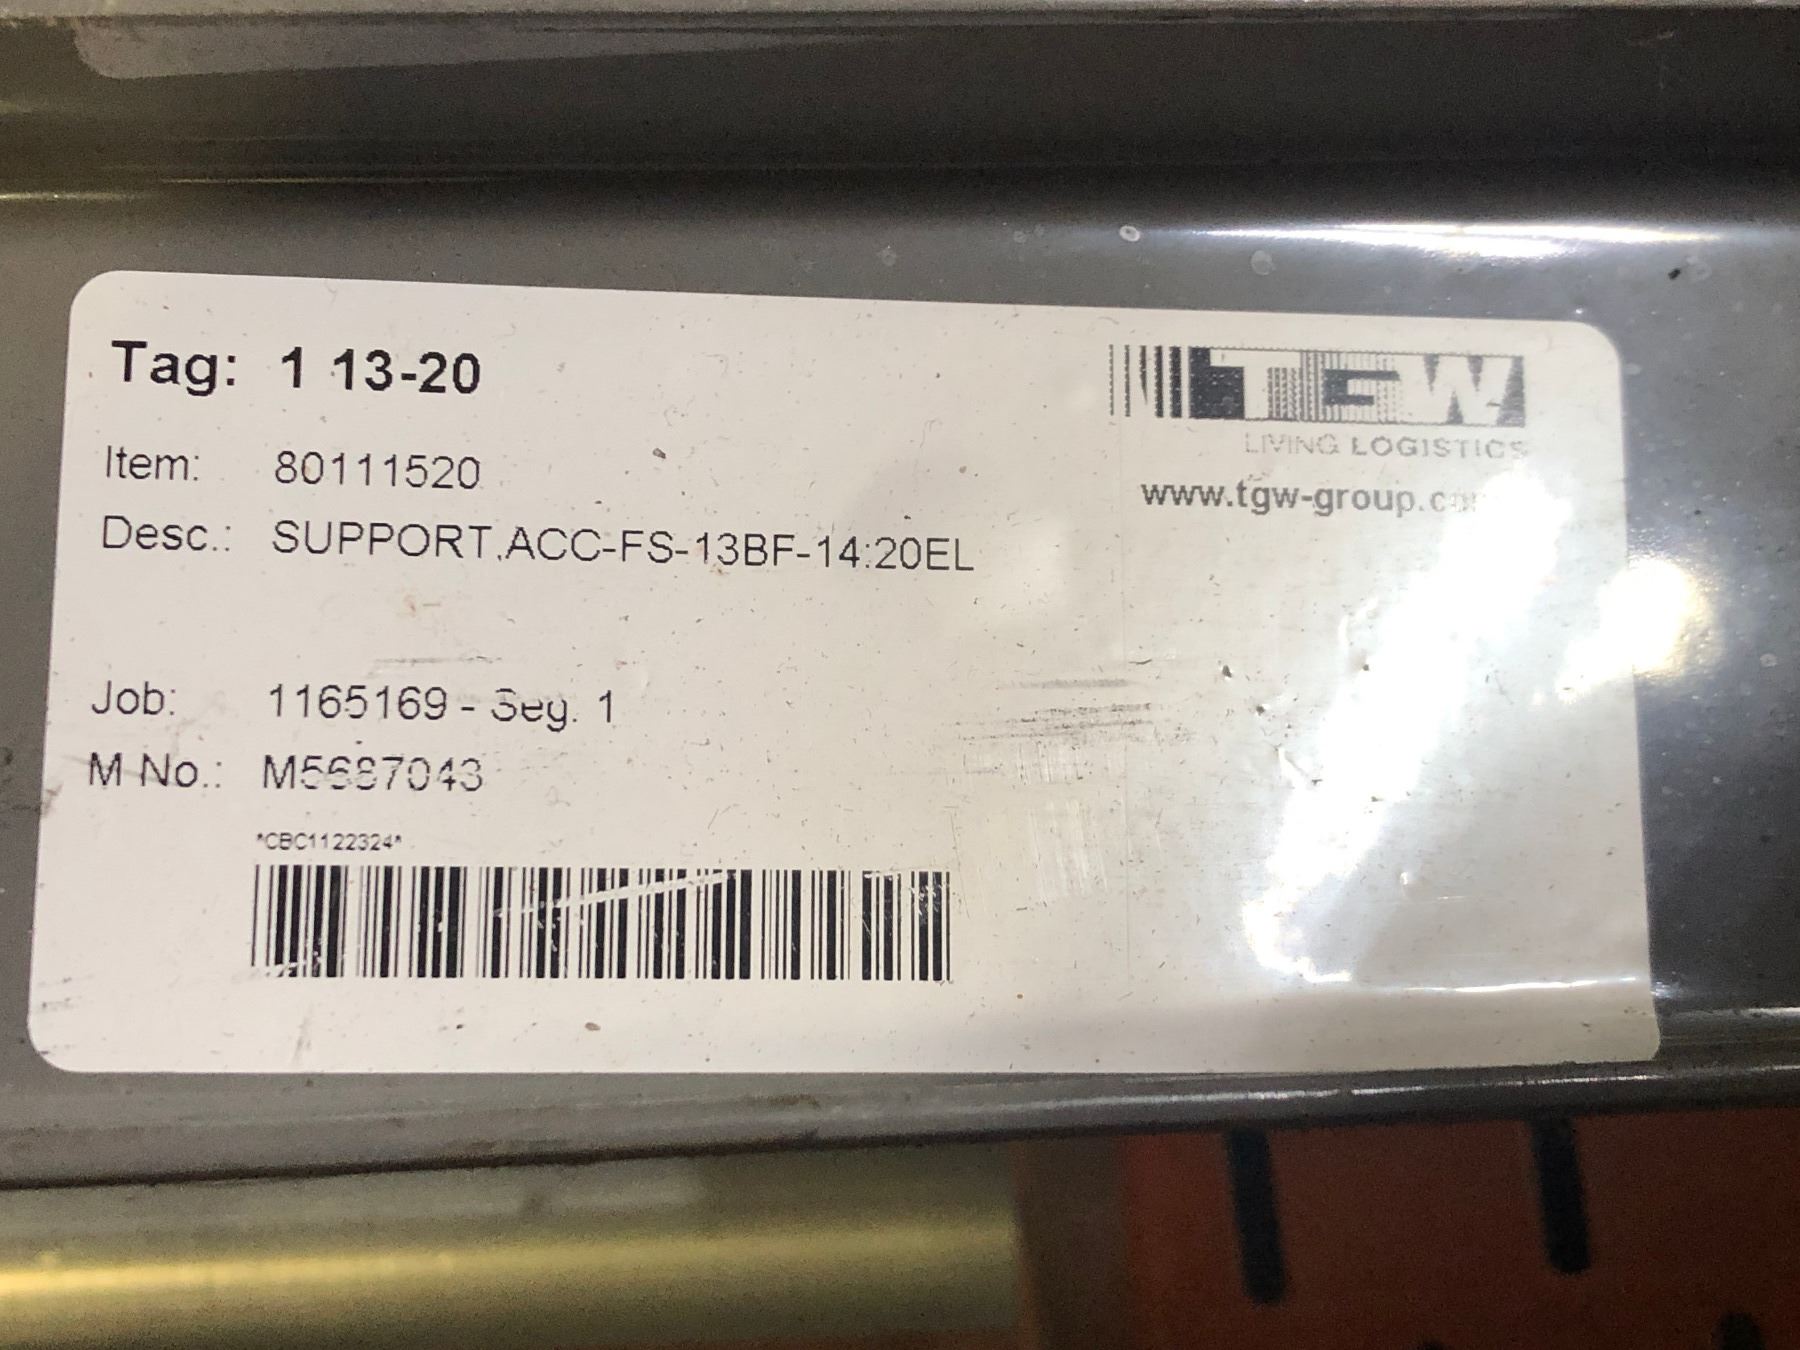 Tag: 1 13-20
TGW
LIVING LOGISTICS
www.tgw-group.com
Item: 80111520
Desc.: SUPPORT,ACC-FS-13BF-14:20EL
Job: 1165169 - Seg. 1
M No.: M5687043
*CBC1122324*